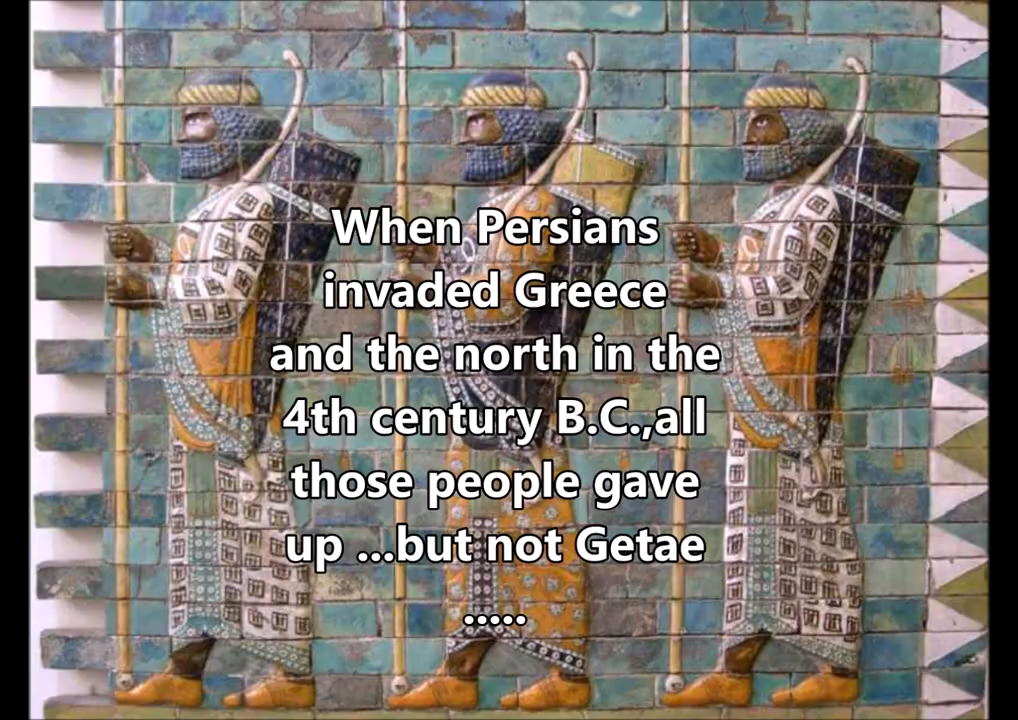 When Persians
invaded Greece
and the north in the
4th century B.C.,all
those people gave
up ...but not Getae
.....